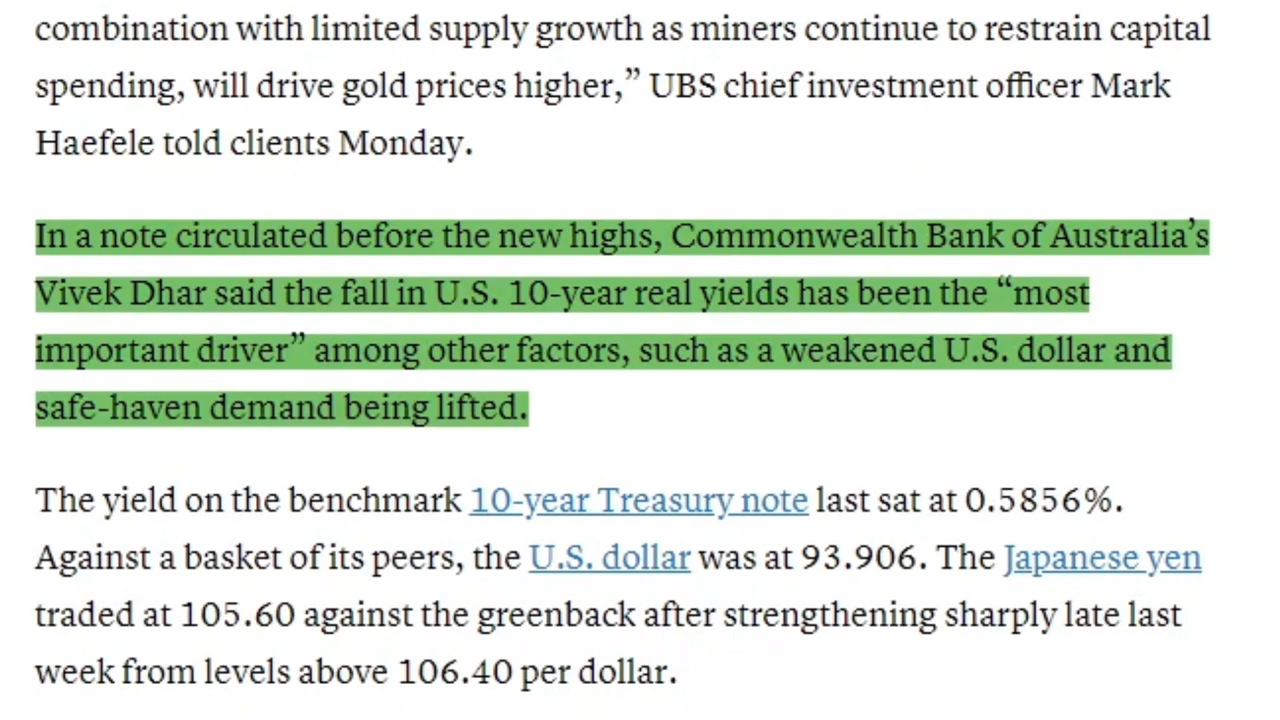 combination with limited supply growth as miners continue to restrain capital
spending, will drive gold prices higher,” UBS chief investment officer Mark
Haefele told clients Monday.
In a note circulated before the new highs, Commonwealth Bank of Australia’s
Vivek Dhar said the fall in U.S. 10-year real yields has been the “most
important driver” among other factors, such as a weakened U.S. dollar and
safe-haven demand being lifted.
The yield on the benchmark 10-year Treasury note last sat at 0.5856%.
Against a basket of its peers, the U.S. dollar was at 93.906. The Japanese yen
traded at 105.60 against the greenback after strengthening sharply late last
week from levels above 106.40 per dollar.